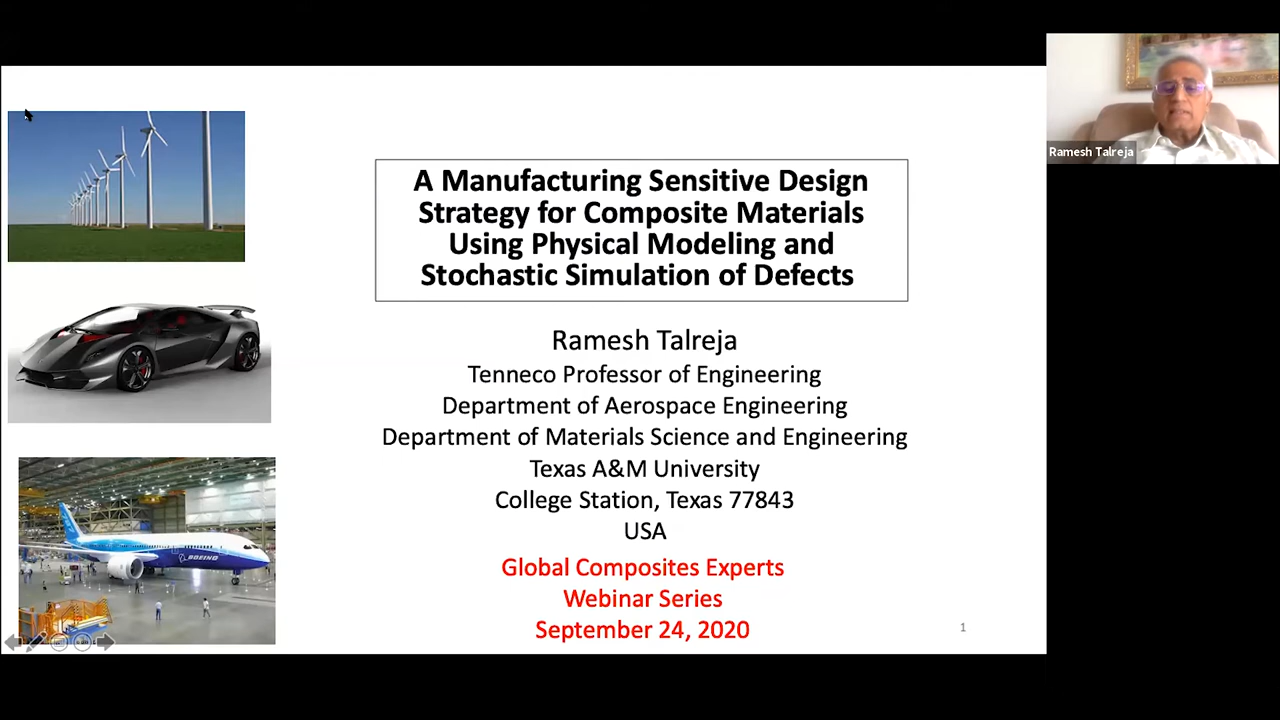 A Manufacturing Sensitive Design
Strategy for Composite Materials
Using Physical Modeling and
Stochastic Simulation of Defects
Ramesh Talreja
Tenneco Professor of Engineering
Department of Aerospace Engineering
Department of Materials Science and Engineering
Texas A&M University
College Station, Texas 77843
USA
Global Composites Experts
Webinar Series
September 24, 2020
1
BOEING
Ramesh Talreja